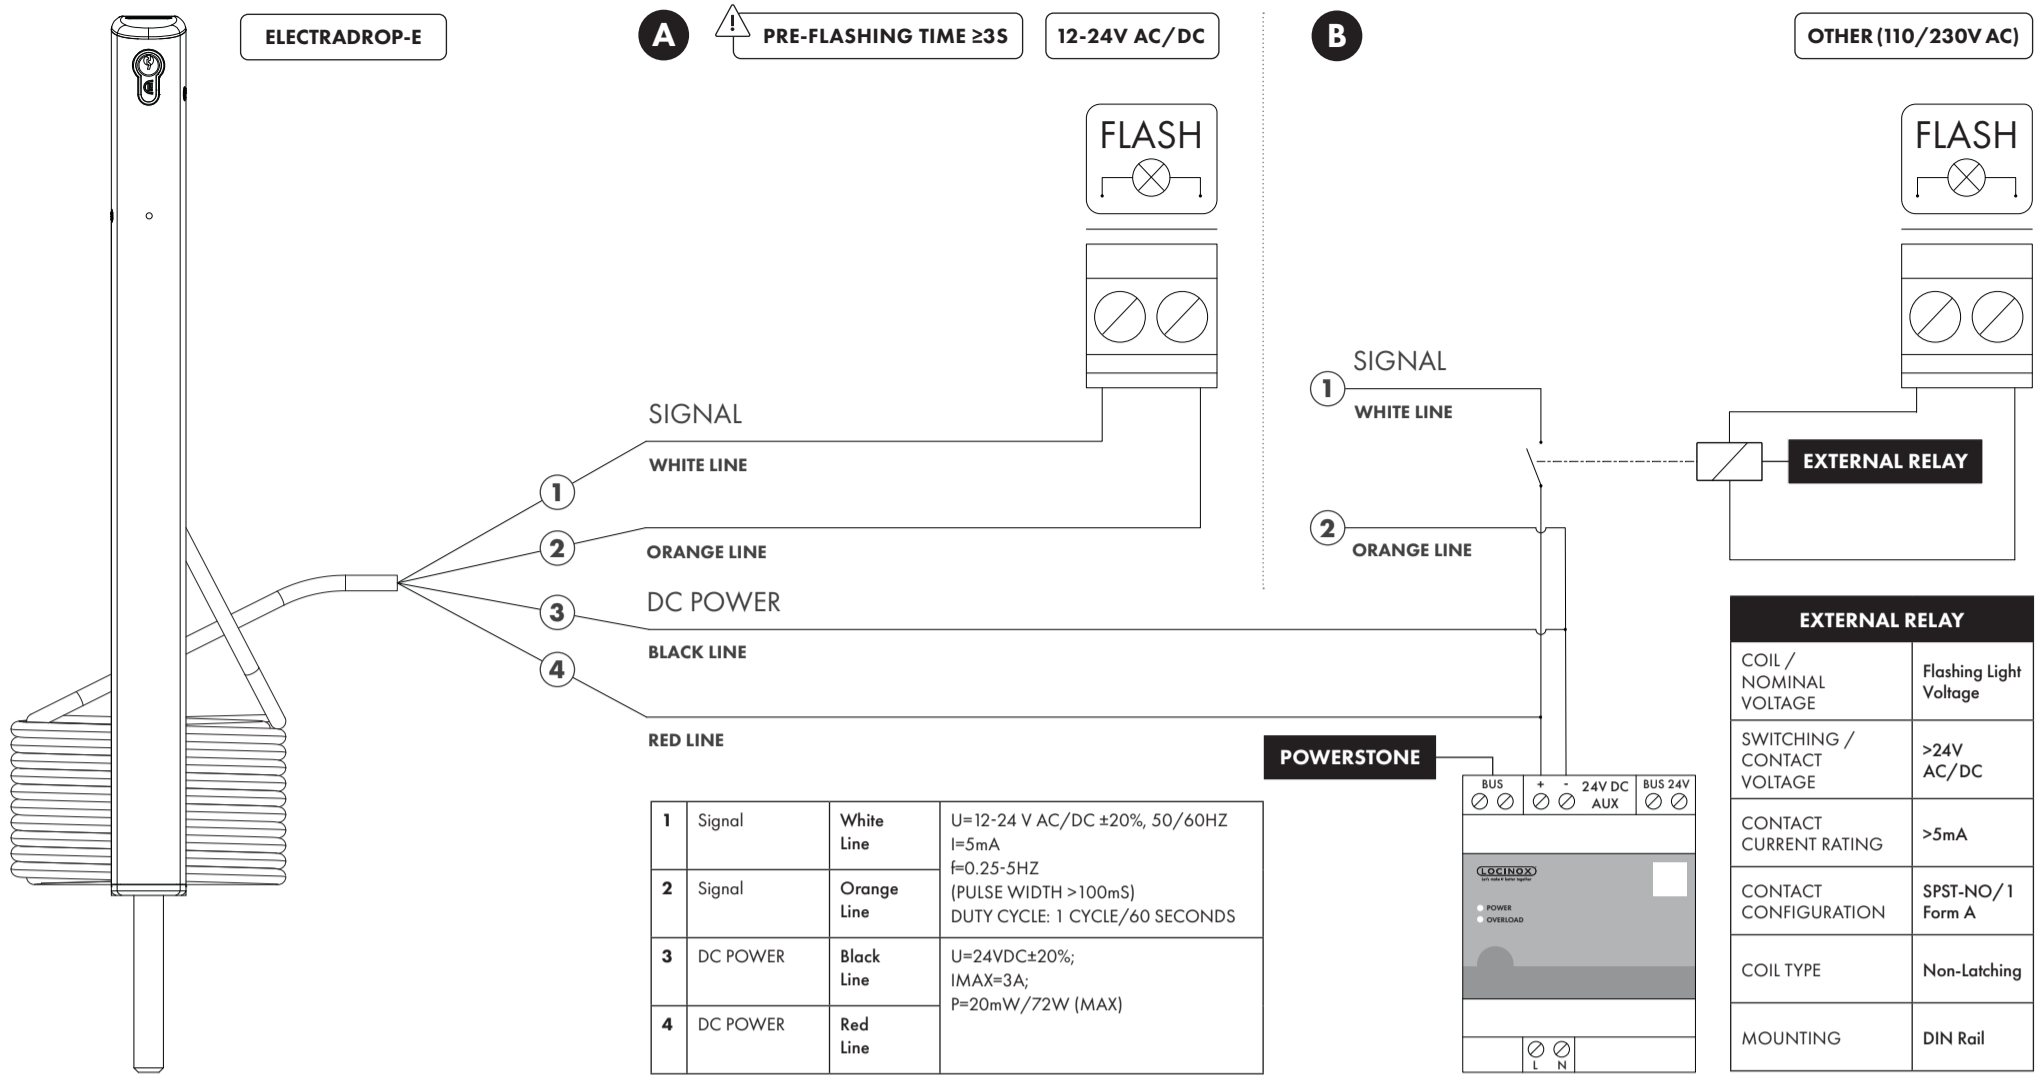 ELECTRADROP-E
A
!
PRE-FLASHING TIME ≥3S
12-24V AC/DC
B
OTHER (110/230V AC)
FLASH
FLASH
SIGNAL
1
WHITE LINE
2
ORANGE LINE
DC POWER
3
BLACK LINE
4
RED LINE
SIGNAL
1
WHITE LINE
EXTERNAL RELAY
2
ORANGE LINE
POWERSTONE
BUS
+ -
24V DC
AUX
BUS 24V
LOCINOX
Let's make it better together
POWER
OVERLOAD
L N
1 Signal White
Line
2 Signal Orange
Line
U=12-24 V AC/DC ±20%, 50/60HZ
I=5mA
f=0.25-5HZ
(PULSE WIDTH >100mS)
DUTY CYCLE: 1 CYCLE/60 SECONDS
3 DC POWER Black
Line
4 DC POWER Red
Line
U=24VDC±20%;
IMAX=3A;
P=20mW/72W (MAX)
EXTERNAL RELAY
COIL /
NOMINAL
VOLTAGE
Flashing Light
Voltage
SWITCHING /
CONTACT
VOLTAGE
>24V
AC/DC
CONTACT
CURRENT RATING
>5mA
CONTACT
CONFIGURATION
SPST-NO/1
Form A
COIL TYPE
Non-Latching
MOUNTING
DIN Rail